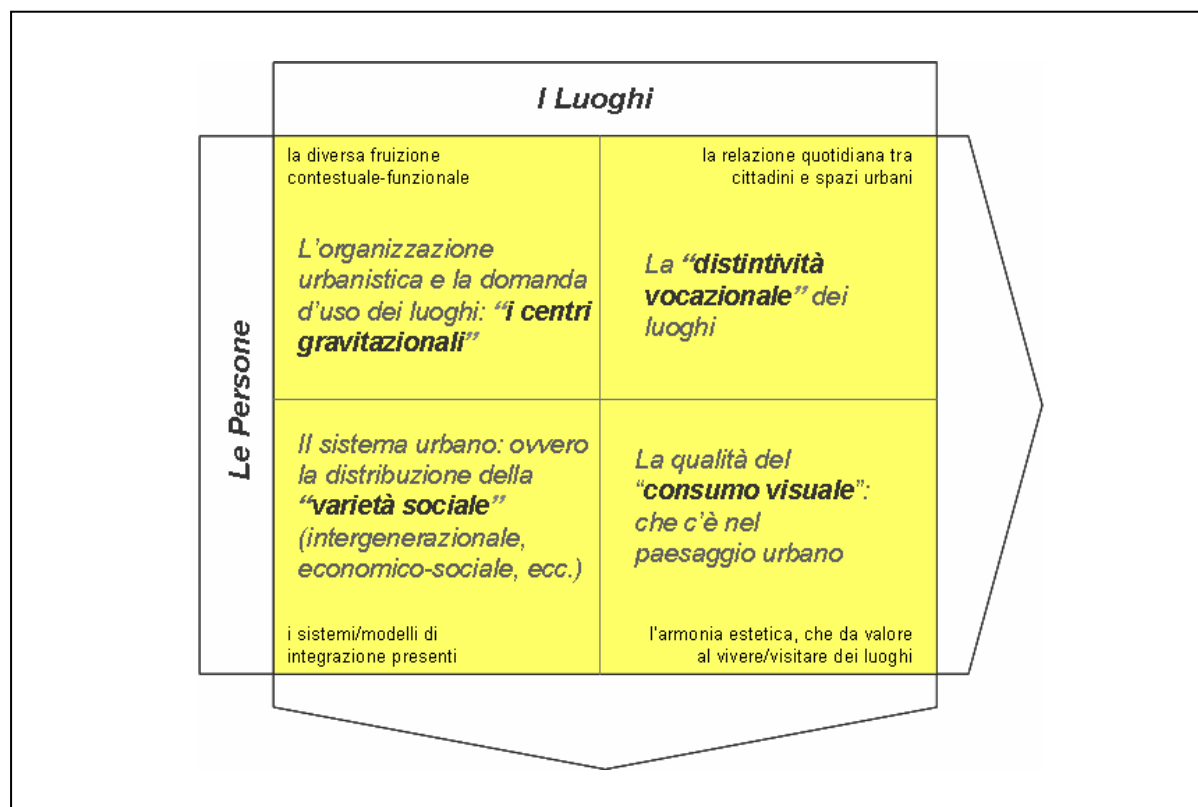 I Luoghi
Le Persone
la diversa fruizione
contestuale-funzionale
L'organizzazione
urbanistica e la domanda
d'uso dei luoghi: “i centri
gravitazionali”
la relazione quotidiana tra
cittadini e spazi urbani
La “distintività
vocazionale” dei
luoghi
Il sistema urbano: ovvero
la distribuzione della
“varietà sociale”
(intergenerazionale,
economico-sociale, ecc.)
i sistemi/modelli di
integrazione presenti
La qualità del
“consumo visuale”:
che c'è nel
paesaggio urbano
l'armonia estetica, che da valore
al vivere/visitare dei luoghi